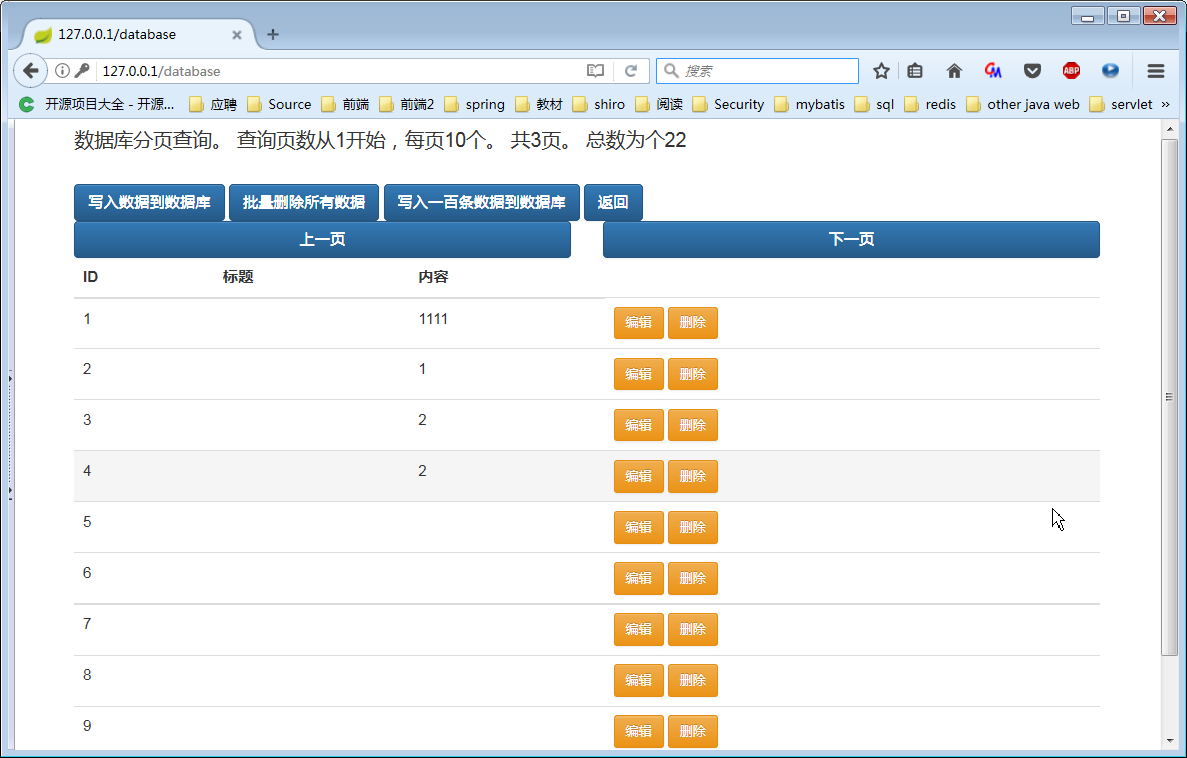 127.0.0.1/database
127.0.0.1/database 搜索 ABP
开源项目大全 - 开源... 应聘 Source 前端 前端2 spring 教材 shiro 阅读 Security mybatis sql redis other java web servlet »
数据库分页查询。 查询页数从1开始，每页10个。 共3页。 总数为个22
写入数据到数据库 批量删除所有数据 写入一百条数据到数据库 返回
上一页 下一页
ID 标题 内容
1 1111 编辑 删除
2 1 编辑 删除
3 2 编辑 删除
4 2 编辑 删除
5 编辑 删除
6 编辑 删除
7 编辑 删除
8 编辑 删除
9 编辑 删除